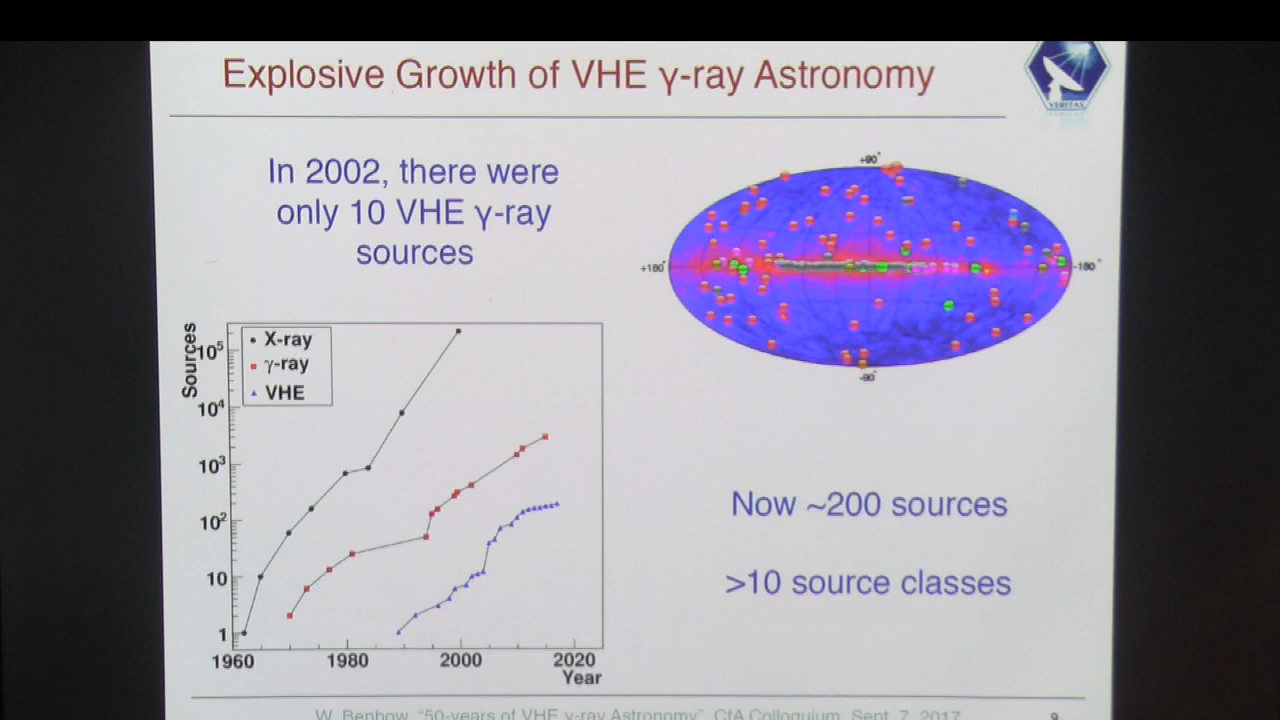 Explosive Growth of VHE γ-ray Astronomy
VERITAS
In 2002, there were
only 10 VHE γ-ray
sources
+90°
+180°
-180°
-90°
Sources
X-ray
γ-ray
VHE
10⁵
10⁴
10³
10²
10
1
1960
1980
2000
2020
Year
Now ~200 sources
>10 source classes
W. Benbow, "50-years of VHE γ-ray Astronomy", CfA Colloquium, Sept. 7, 2017
9